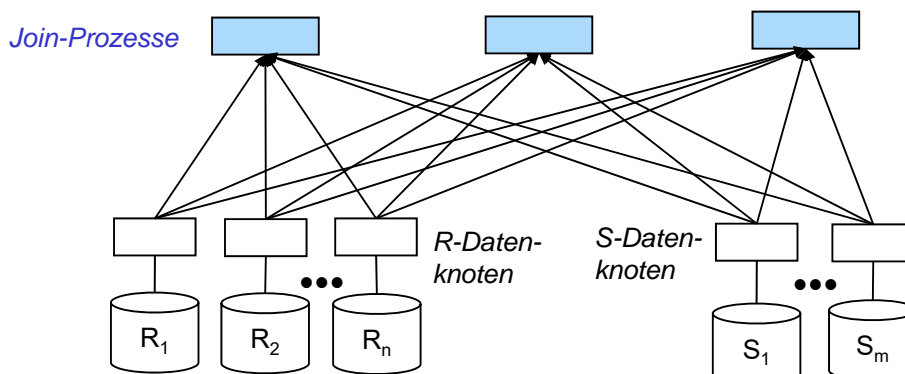 Join-Prozesse
R-Daten-
knoten
S-Daten-
knoten
R1
R2
Rn
S1
Sm